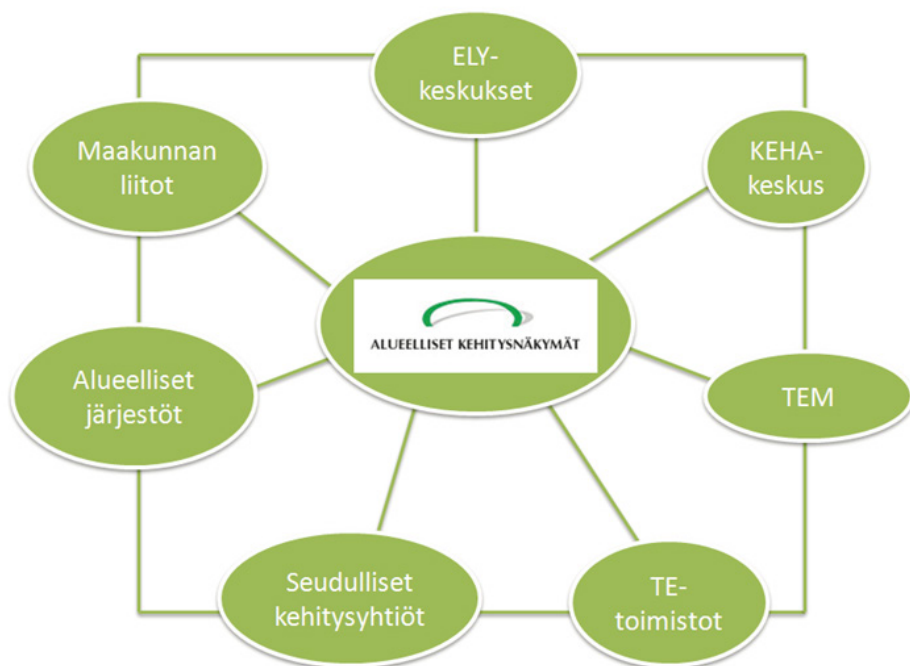 ELY-
keskukset
Maakunnan
liitot
KEHA-
keskus
ALUEELLISET KEHITYSNÄKYMÄT
Alueelliset
järjestöt
TEM
Seudulliset
kehitysyhtiöt
TE-
toimistot